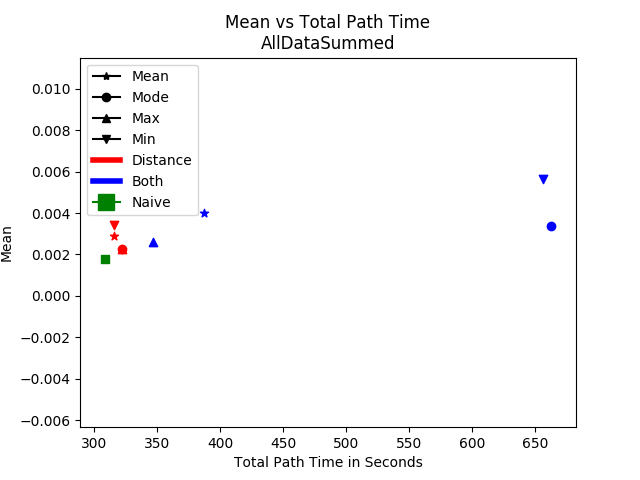 Mean vs Total Path Time
AllDataSummed
Mean
Mode
Max
Min
Distance
Both
Naive
0.010
0.008
0.006
0.004
0.002
0.000
−0.002
−0.004
−0.006
Mean
300 350 400 450 500 550 600 650
Total Path Time in Seconds